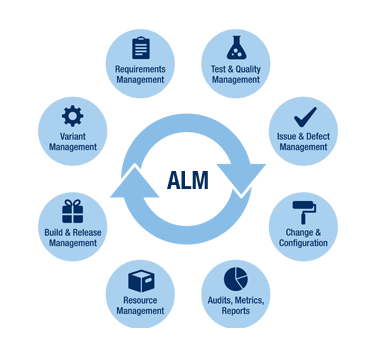 Requirements
Management
Test & Quality
Management
Variant
Management
Issue & Defect
Management
ALM
Build & Release
Management
Change &
Configuration
Resource
Management
Audits, Metrics,
Reports